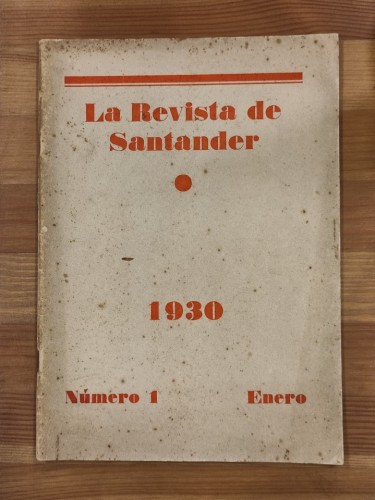 La Revista de
Santander
1930
Número 1 Enero